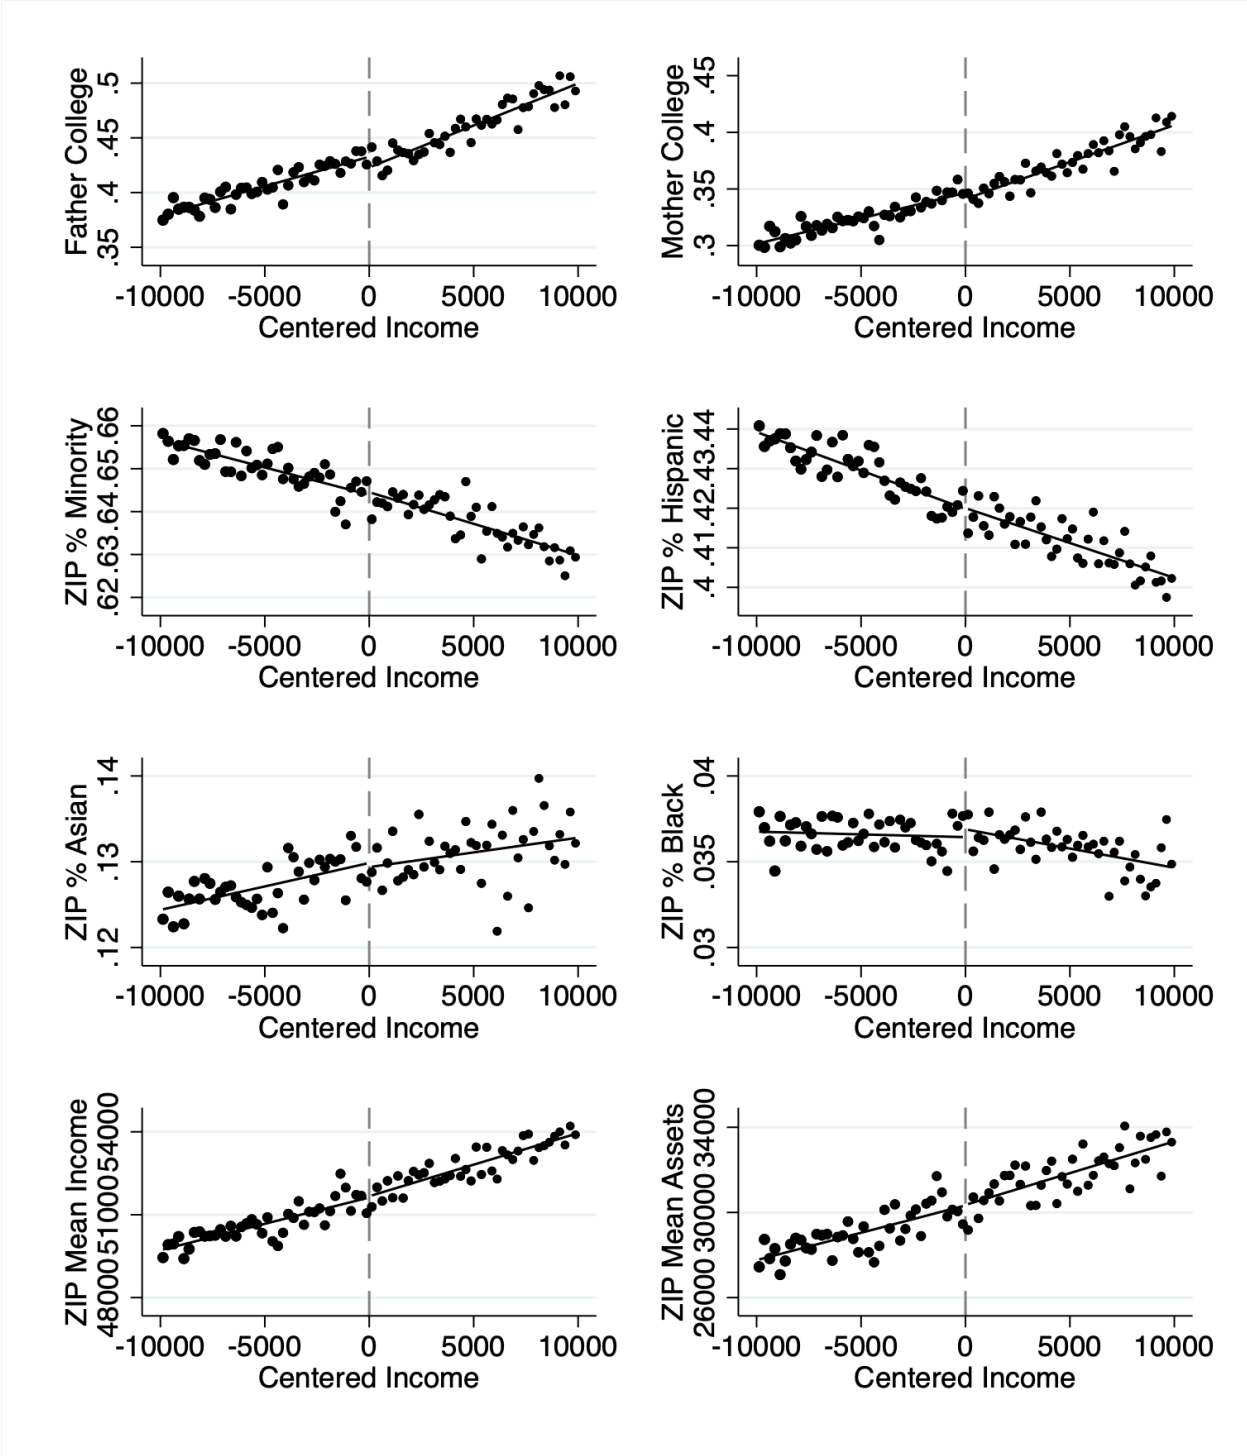 Father College
.35 .4 .45 .5
-10000 -5000 0 5000 10000
Centered Income
Mother College
.3 .35 .4 .45
-10000 -5000 0 5000 10000
Centered Income
ZIP % Minority
.62 .63 .64 .65 .66
-10000 -5000 0 5000 10000
Centered Income
ZIP % Hispanic
.4 .41 .42 .43 .44
-10000 -5000 0 5000 10000
Centered Income
ZIP % Asian
.12 .13 .14
-10000 -5000 0 5000 10000
Centered Income
ZIP % Black
.03 .035 .04
-10000 -5000 0 5000 10000
Centered Income
ZIP Mean Income
48000 51000 54000
-10000 -5000 0 5000 10000
Centered Income
ZIP Mean Assets
26000 30000 34000
-10000 -5000 0 5000 10000
Centered Income